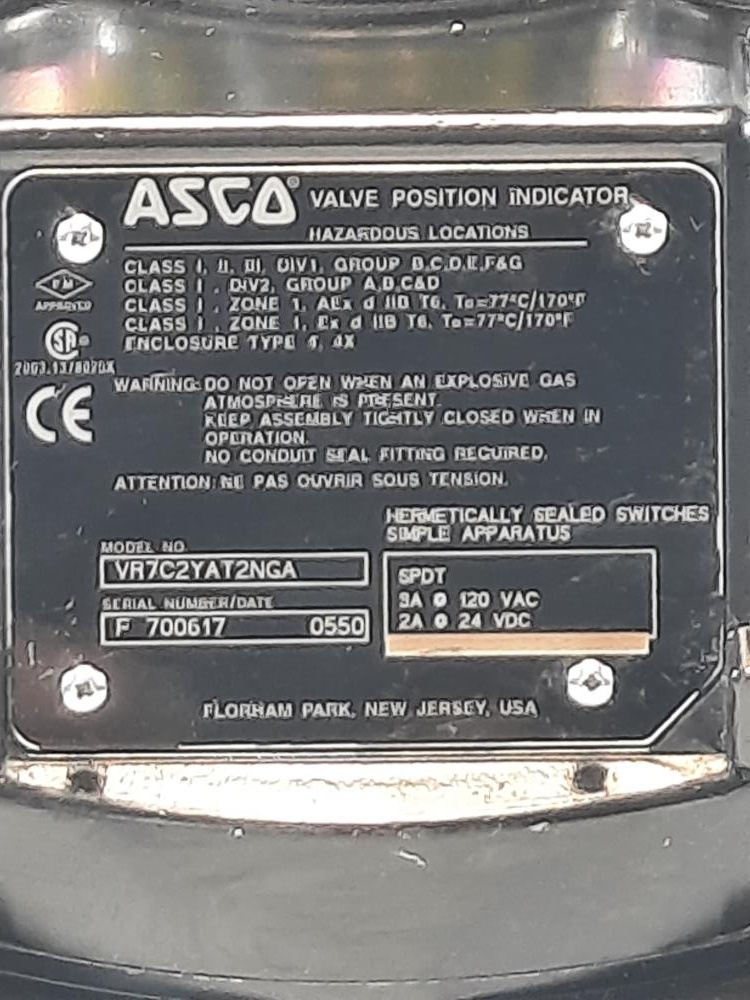 ASCO® VALVE POSITION INDICATOR
HAZARDOUS LOCATIONS
CLASS I, II, III, DIV1, GROUP B,C,D,E,F&G
CLASS I, DIV2, GROUP A,B,C&D
CLASS I, ZONE 1, AEx d IIB T6, Ta=77°C/170°F
CLASS I, ZONE 1, Ex d IIB T6, Ta=77°C/170°F
ENCLOSURE TYPE 4X
FM
APPROVED
SA®
CE
WARNING: DO NOT OPEN WHEN AN EXPLOSIVE GAS
ATMOSPHERE IS PRESENT.
KEEP ASSEMBLY TIGHTLY CLOSED WHEN IN
OPERATION.
NO CONDUIT SEAL FITTING REQUIRED.
ATTENTION: NE PAS OUVRIR SOUS TENSION.
HERMETICALLY SEALED SWITCHES
SIMPLE APPARATUS
MODEL NO.
VR7C2YAT2NGA
SERIAL NUMBER/DATE
F 700617 0550
SPDT
3A @ 120 VAC
2A @ 24 VDC
FLORHAM PARK, NEW JERSEY, USA